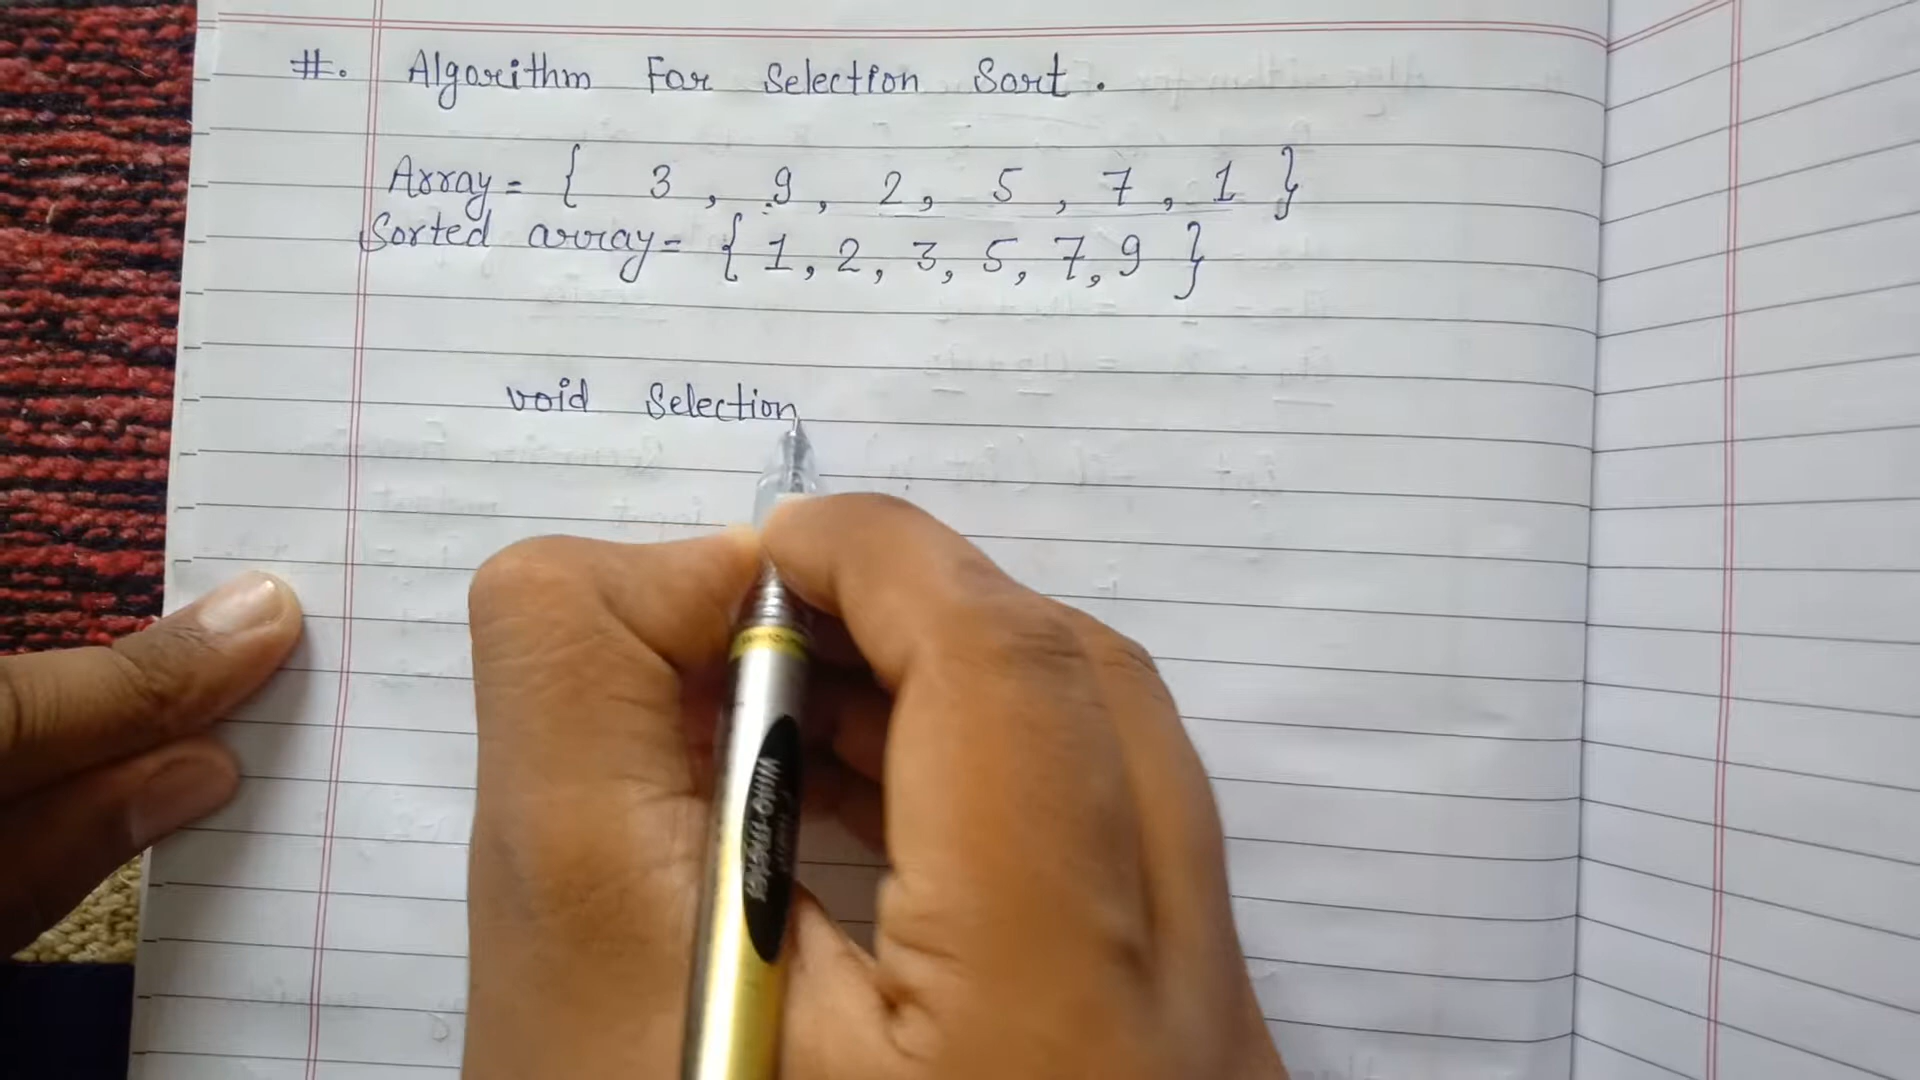 #. Algorithm For Selection Sort.
Array = { 3, 9, 2, 5, 7, 1 }
Sorted array = { 1, 2, 3, 5, 7, 9 }
void Selection